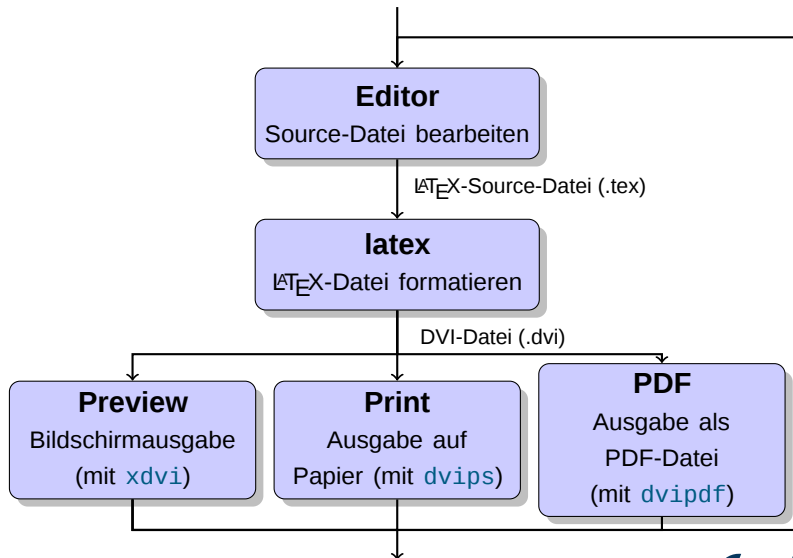 Editor
Source-Datei bearbeiten
LATEX-Source-Datei (.tex)
latex
LATEX-Datei formatieren
DVI-Datei (.dvi)
Preview
Bildschirmausgabe
(mit xdvi)
Print
Ausgabe auf
Papier (mit dvips)
PDF
Ausgabe als
PDF-Datei
(mit dvipdf)